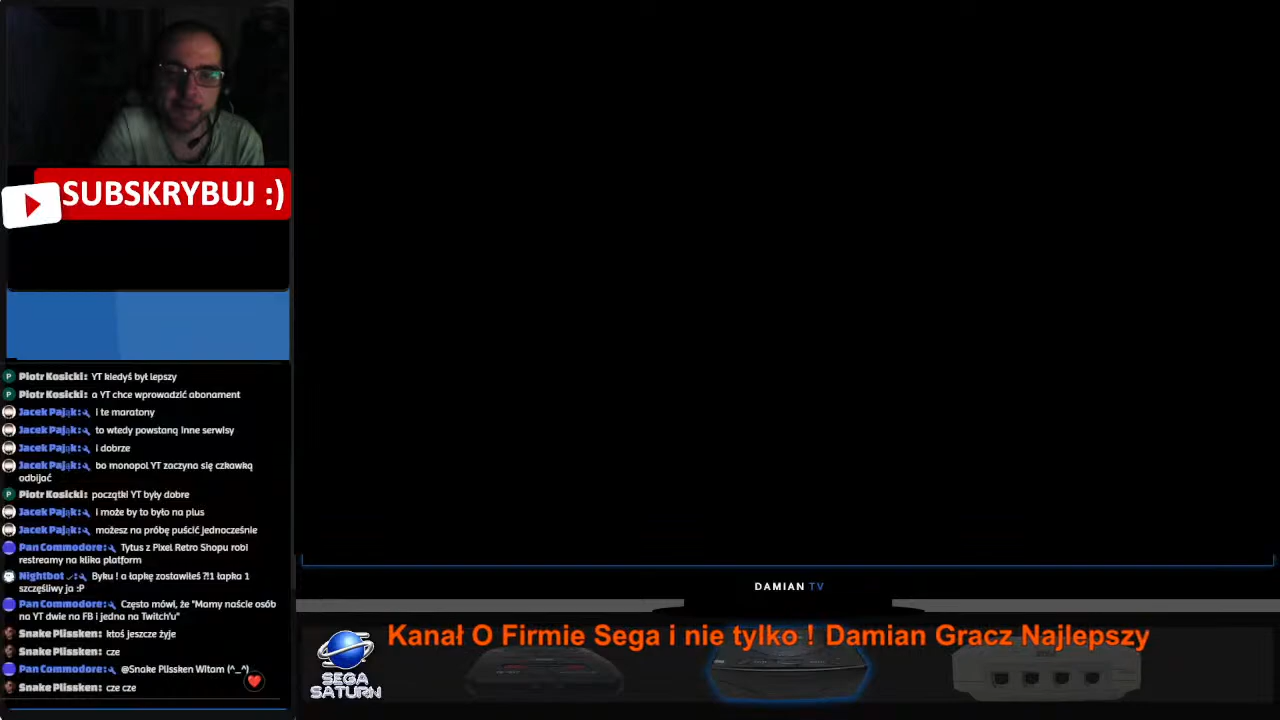 SUBSKRYBUJ :)
Piotr Kosicki: YT kiedyś był lepszy
Piotr Kosicki: a YT chce wprowadzić abonament
Jacek Pająk: i te maratony
Jacek Pająk: to wtedy powstaną inne serwisy
Jacek Pająk: i dobrze
Jacek Pająk: bo monopol YT zaczyna się czkawką
odbijać
Piotr Kosicki: początki YT były dobre
Jacek Pająk: i może by to było na plus
Jacek Pająk: możesz na próbę puścić jednocześnie
Pan Commodore: Tytus z Pixel Retro Shopu robi
restreamy na klika platform
Nightbot: Byku ! a łapkę zostawiłeś ?!1 łapka 1
szczęśliwy ja :P
Pan Commodore: Często mówi, że "Mamy naście osób
na YT dwie na FB i jedna na Twitch'u"
Snake Plissken: ktoś jeszcze żyje
Snake Plissken: cze
Pan Commodore: @Snake Plissken Witam (^_^)
Snake Plissken: cze cze
DAMIAN TV
Kanał O Firmie Sega i nie tylko ! Damian Gracz Najlepszy
SEGA
SATURN